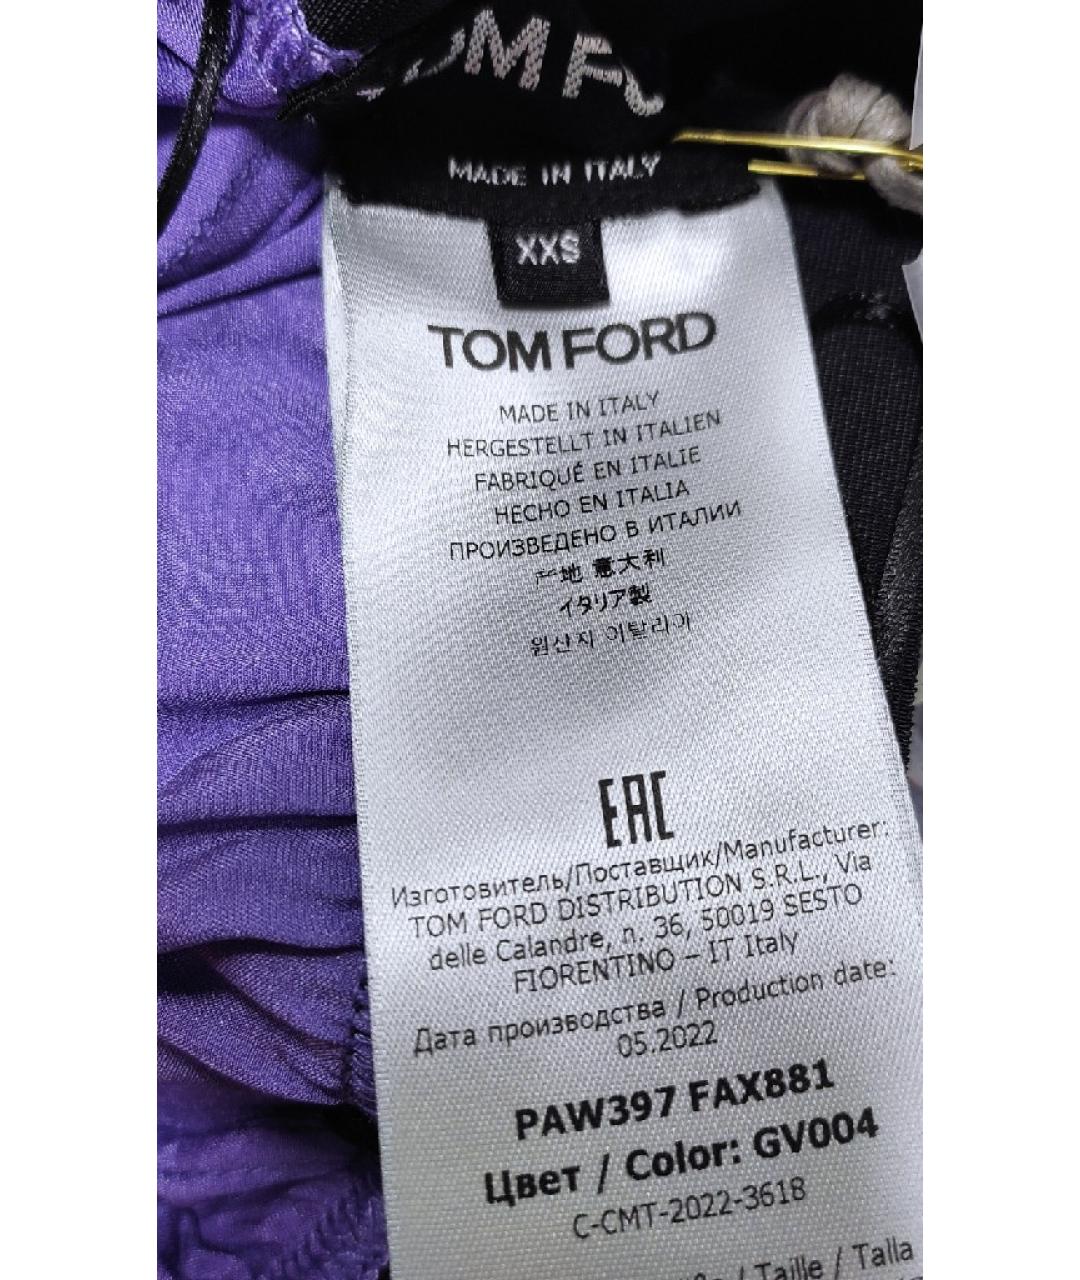 OM FO
MADE IN ITALY
XXS
TOM FORD
MADE IN ITALY
HERGESTELLT IN ITALIEN
FABRIQUÉ EN ITALIE
HECHO EN ITALIA
ПРОИЗВЕДЕНО В ИТАЛИИ
产地 意大利
イタリア製
원산지 이탈리아
EAC
Изготовитель/Поставщик/Manufacturer:
TOM FORD DISTRIBUTION S.R.L., Via
delle Calandre, n. 36, 50019 SESTO
FIORENTINO – IT Italy
Дата производства / Production date:
05.2022
PAW397 FAX881
Цвет / Color: GV004
C-CMT-2022-3618
/ Taille / Talla